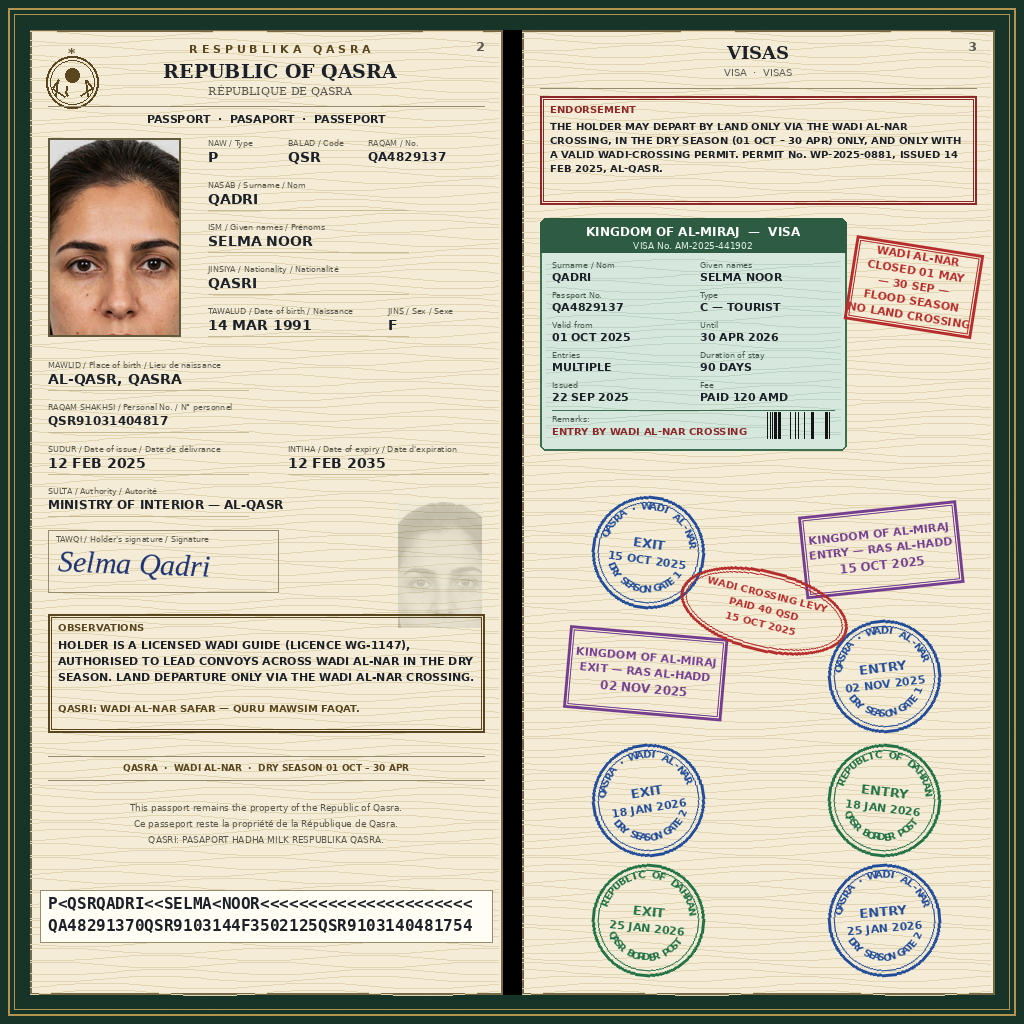 RESPUBLIKA QASRA
2
REPUBLIC OF QASRA
RÉPUBLIQUE DE QASRA
PASSPORT · PASAPORT · PASSEPORT
NAW / Type
BALAD / Code
RAQAM / No.
P
QSR
QA4829137
NASAB / Surname / Nom
QADRI
ISM / Given names / Prénoms
SELMA NOOR
JINSIYA / Nationality / Nationalité
QASRI
TAWALUD / Date of birth / Naissance
JINS / Sex / Sexe
14 MAR 1991
F
MAWLID / Place of birth / Lieu de naissance
AL-QASR, QASRA
RAQAM SHAKHSI / Personal No. / N° personnel
QSR91031404817
SUDUR / Date of issue / Date de délivrance
INTIHA / Date of expiry / Date d'expiration
12 FEB 2025
12 FEB 2035
SULTA / Authority / Autorité
MINISTRY OF INTERIOR — AL-QASR
TAWQI / Holder's signature / Signature
Selma Qadri
OBSERVATIONS
HOLDER IS A LICENSED WADI GUIDE (LICENCE WG-1147),
AUTHORISED TO LEAD CONVOYS ACROSS WADI AL-NAR IN THE DRY
SEASON. LAND DEPARTURE ONLY VIA THE WADI AL-NAR CROSSING.
QASRI: WADI AL-NAR SAFAR — QURU MAWSIM FAQAT.
QASRA · WADI AL-NAR · DRY SEASON 01 OCT – 30 APR
This passport remains the property of the Republic of Qasra.
Ce passeport reste la propriété de la République de Qasra.
QASRI: PASAPORT HADHA MILK RESPUBLIKA QASRA.
P<QSRQADRI<<SELMA<NOOR<<<<<<<<<<<<<<<<<<<<<<
QA48291370QSR9103144F3502125QSR9103140481754
VISAS
3
VISA · VISAS
ENDORSEMENT
THE HOLDER MAY DEPART BY LAND ONLY VIA THE WADI AL-NAR
CROSSING, IN THE DRY SEASON (01 OCT – 30 APR) ONLY, AND ONLY WITH
A VALID WADI-CROSSING PERMIT. PERMIT No. WP-2025-0881, ISSUED 14
FEB 2025, AL-QASR.
KINGDOM OF AL-MIRAJ — VISA
VISA No. AM-2025-441902
Surname / Nom
Given names
QADRI
SELMA NOOR
Passport No.
Type
QA4829137
C — TOURIST
Valid from
Until
01 OCT 2025
30 APR 2026
Entries
Duration of stay
MULTIPLE
90 DAYS
Issued
Fee
22 SEP 2025
PAID 120 AMD
Remarks:
ENTRY BY WADI AL-NAR CROSSING
WADI AL-NAR
CLOSED 01 MAY
— 30 SEP —
FLOOD SEASON
NO LAND CROSSING
QASRA · WADI AL-NAR
EXIT
15 OCT 2025
DRY SEASON GATE 1
KINGDOM OF AL-MIRAJ
ENTRY — RAS AL-HADD
15 OCT 2025
WADI CROSSING LEVY
PAID 40 QSD
15 OCT 2025
KINGDOM OF AL-MIRAJ
EXIT — RAS AL-HADD
02 NOV 2025
QASRA · WADI AL-NAR
ENTRY
02 NOV 2025
DRY SEASON GATE 1
QASRA · WADI AL-NAR
EXIT
18 JAN 2026
DRY SEASON GATE 2
REPUBLIC OF DAHRAN
ENTRY
18 JAN 2026
QASR BORDER POST
REPUBLIC OF DAHRAN
EXIT
25 JAN 2026
QASR BORDER POST
QASRA · WADI AL-NAR
ENTRY
25 JAN 2026
DRY SEASON GATE 2